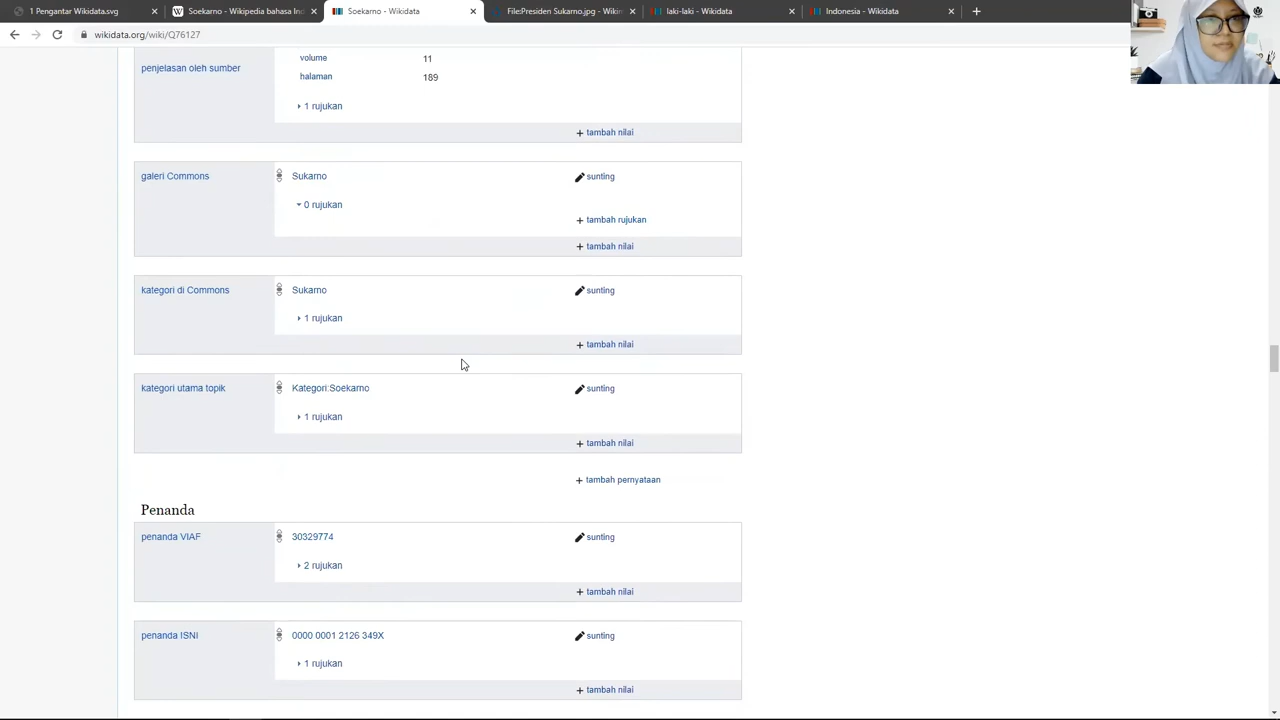 1 Pengantar Wikidata.svg
Soekarno - Wikipedia bahasa Ind
Soekarno - Wikidata
File:Presiden Sukarno.jpg - Wikin
laki-laki - Wikidata
Indonesia - Wikidata
wikidata.org/wiki/Q76127
penjelasan oleh sumber
volume 11
halaman 189
1 rujukan
+ tambah nilai
galeri Commons
Sukarno
sunting
0 rujukan
+ tambah rujukan
+ tambah nilai
kategori di Commons
Sukarno
sunting
1 rujukan
+ tambah nilai
kategori utama topik
Kategori:Soekarno
sunting
1 rujukan
+ tambah nilai
+ tambah pernyataan
Penanda
penanda VIAF
30329774
sunting
2 rujukan
+ tambah nilai
penanda ISNI
0000 0001 2126 349X
sunting
1 rujukan
+ tambah nilai